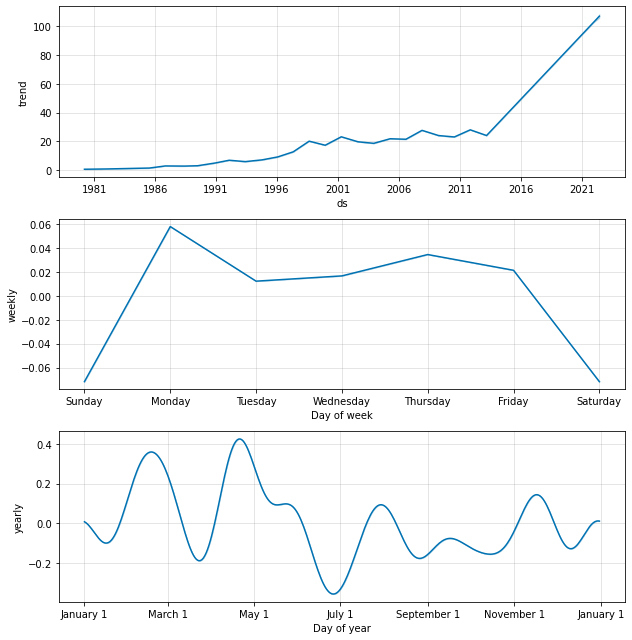 100
80
60
40
20
0
trend
1981 1986 1991 1996 2001 2006 2011 2016 2021
ds
0.06
0.04
0.02
0.00
−0.02
−0.04
−0.06
weekly
Sunday Monday Tuesday Wednesday Thursday Friday Saturday
Day of week
0.4
0.2
0.0
−0.2
yearly
January 1 March 1 May 1 July 1 September 1 November 1 January 1
Day of year